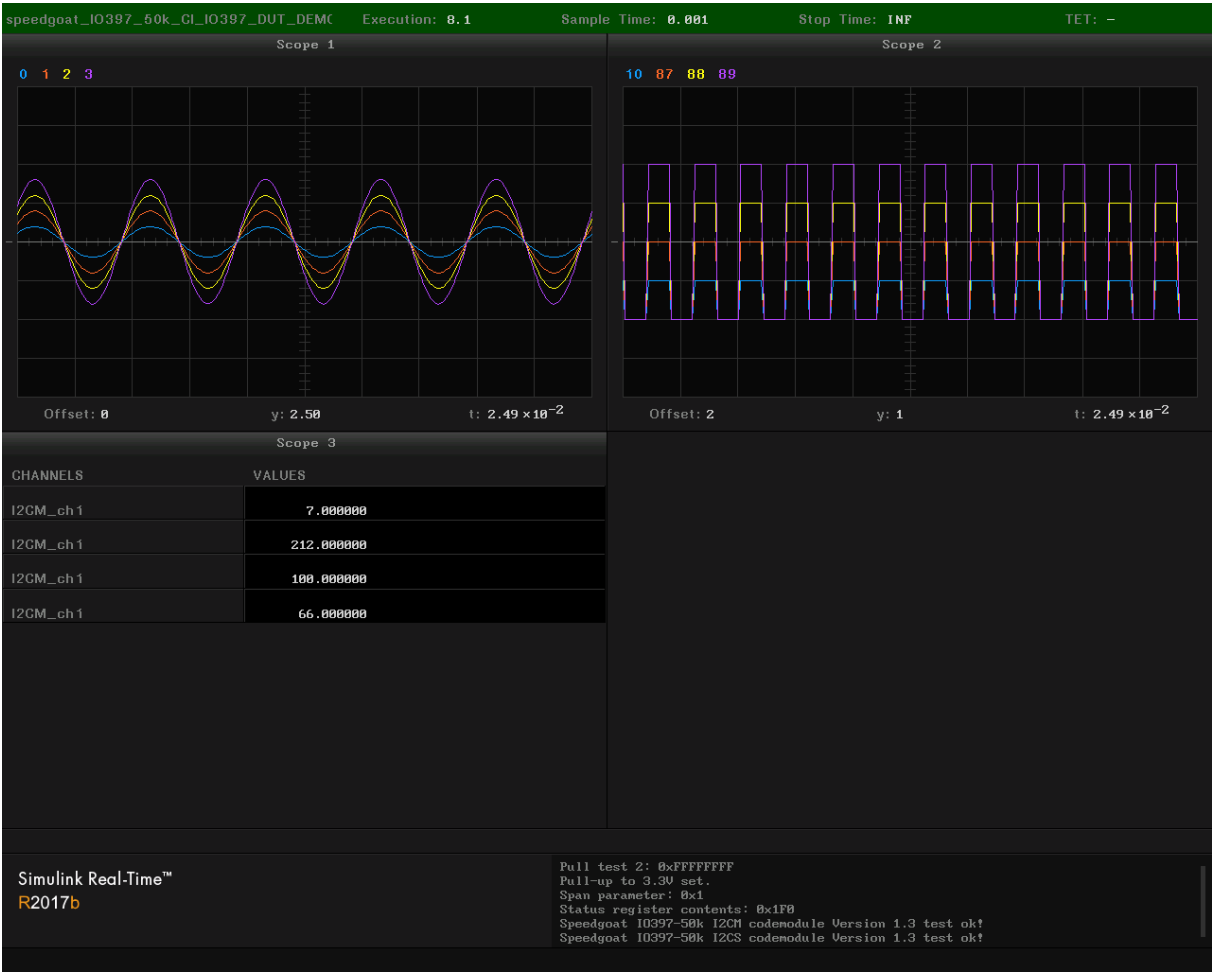 speedgoat_IO397_50k_CI_IO397_DUT_DEMO Execution: 8.1 Sample Time: 0.001 Stop Time: INF TET: –
Scope 1
0 1 2 3
Offset: 0 y: 2.50 t: 2.49 ×10⁻²
Scope 2
10 87 88 89
Offset: 2 y: 1 t: 2.49 ×10⁻²
Scope 3
CHANNELS VALUES
I2CM_ch1 7.000000
I2CM_ch1 212.000000
I2CM_ch1 100.000000
I2CM_ch1 66.000000
Simulink Real-Time™
R2017b
Pull test 2: 0xFFFFFFFF
Pull-up to 3.3V set.
Span parameter: 0x1
Status register contents: 0x1F0
Speedgoat IO397-50k I2CM codemodule Version 1.3 test ok!
Speedgoat IO397-50k I2CS codemodule Version 1.3 test ok!